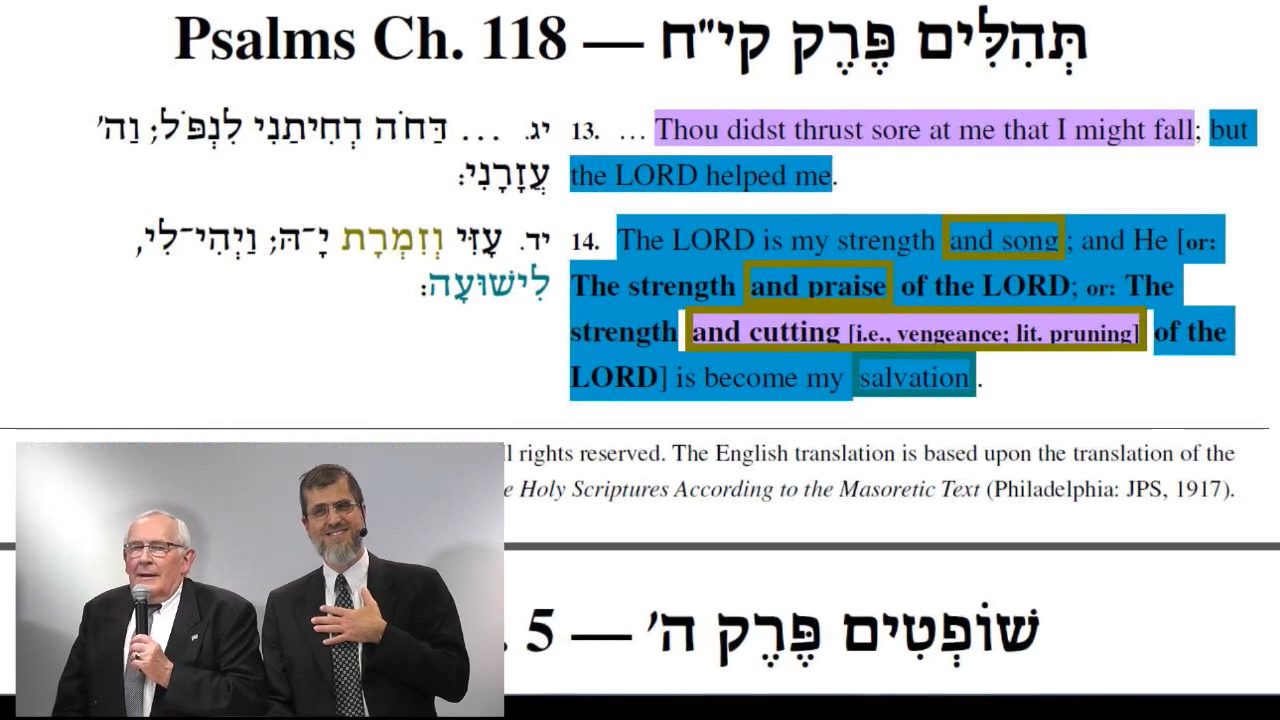 Psalms Ch. 118 — תְּהִלִּים פֶּרֶק קי"ח
יג. ... דַּחֹה דְחִיתַנִי לִנְפֹּל; וַה'
עֲזָרָנִי:
יד. עָזִּי וְזִמְרָת יָ־הּ; וַיְהִי־לִי,
לִישׁוּעָה:
13. ... Thou didst thrust sore at me that I might fall; but
the LORD helped me.
14. The LORD is my strength and song; and He [or:
The strength and praise of the LORD; or: The
strength and cutting [i.e., vengeance; lit. pruning] of the
LORD] is become my salvation.
rights reserved. The English translation is based upon the translation of the
Holy Scriptures According to the Masoretic Text (Philadelphia: JPS, 1917).
. 5 — שׁוֹפְטִים פֶּרֶק ה'